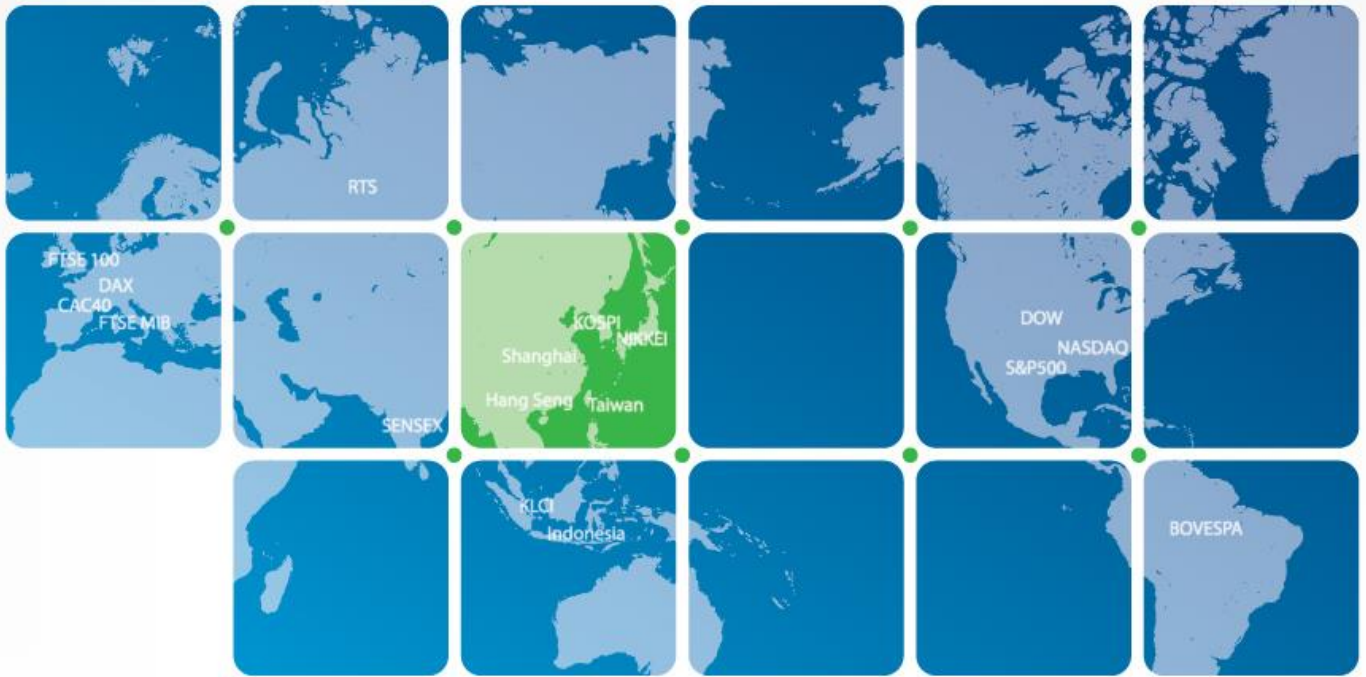 RTS
FTSE 100
DAX
CAC40
FTSE MIB
SENSEX
KOSPI
NIKKEI
Shanghai
Hang Seng
Taiwan
DOW
NASDAQ
S&P500
KLCI
Indonesia
BOVESPA